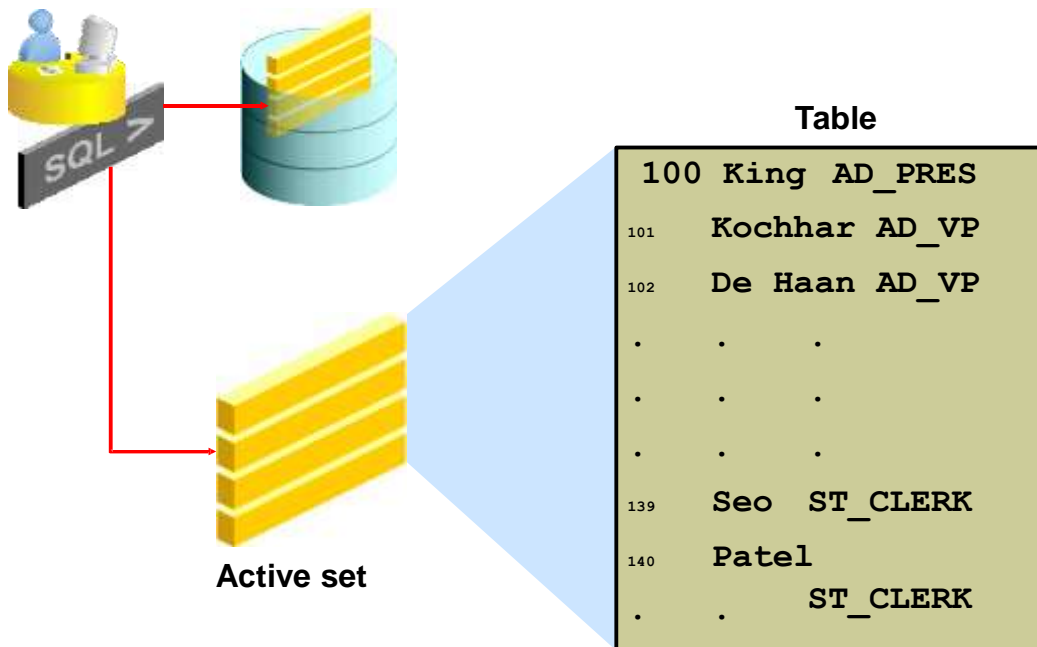 SQL >
Table
100 King AD_PRES
101 Kochhar AD_VP
102 De Haan AD_VP
. . .
. . .
. . .
139 Seo ST_CLERK
140 Patel
ST_CLERK
. .
Active set